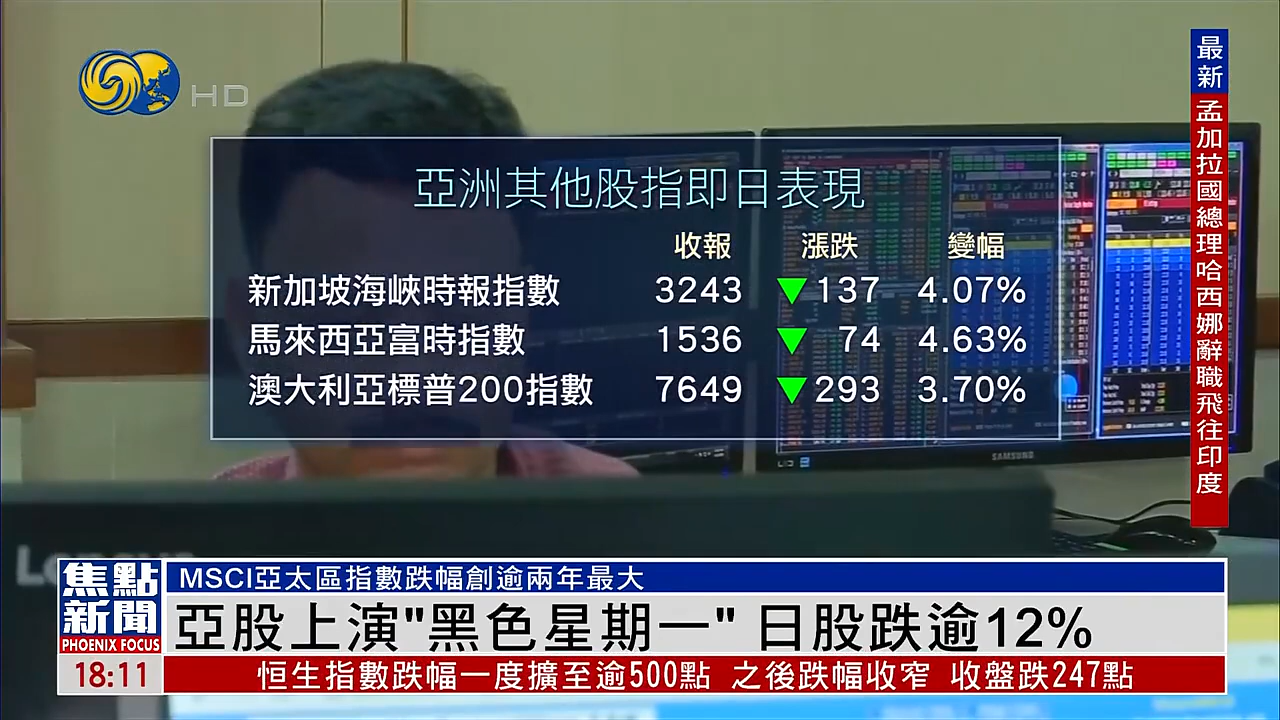 HD
亞洲其他股指即日表現
收報 漲跌 變幅
新加坡海峽時報指數 3243 ▼137 4.07%
馬來西亞富時指數 1536 ▼74 4.63%
澳大利亞標普200指數 7649 ▼293 3.70%
SAMSUNG
最新 孟加拉國總理哈西娜辭職飛往印度
焦點新聞
PHOENIX FOCUS
MSCI亞太區指數跌幅創逾兩年最大
亞股上演"黑色星期一" 日股跌逾12%
18:11
恒生指數跌幅一度擴至逾500點 之後跌幅收窄 收盤跌247點